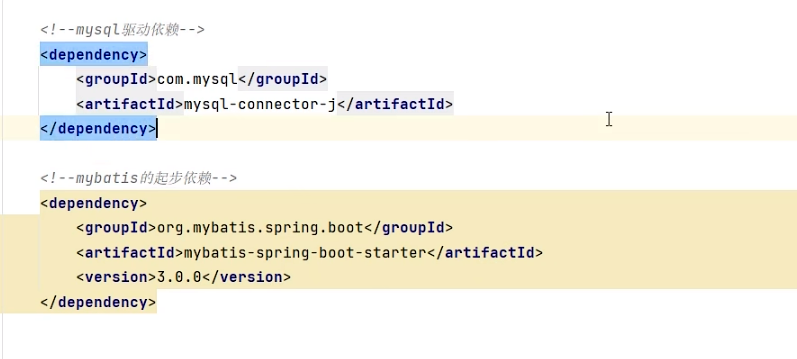 <!--mysql驱动依赖-->
<dependency>
<groupId>com.mysql</groupId>
<artifactId>mysql-connector-j</artifactId>
</dependency>
<!--mybatis的起步依赖-->
<dependency>
<groupId>org.mybatis.spring.boot</groupId>
<artifactId>mybatis-spring-boot-starter</artifactId>
<version>3.0.0</version>
</dependency>